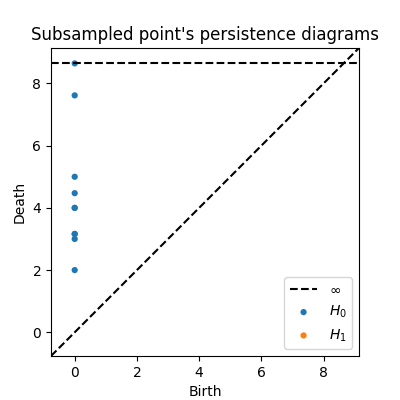 Subsampled point's persistence diagrams
Death
8
6
4
2
0
0 2 4 6 8
Birth
∞
H₀
H₁